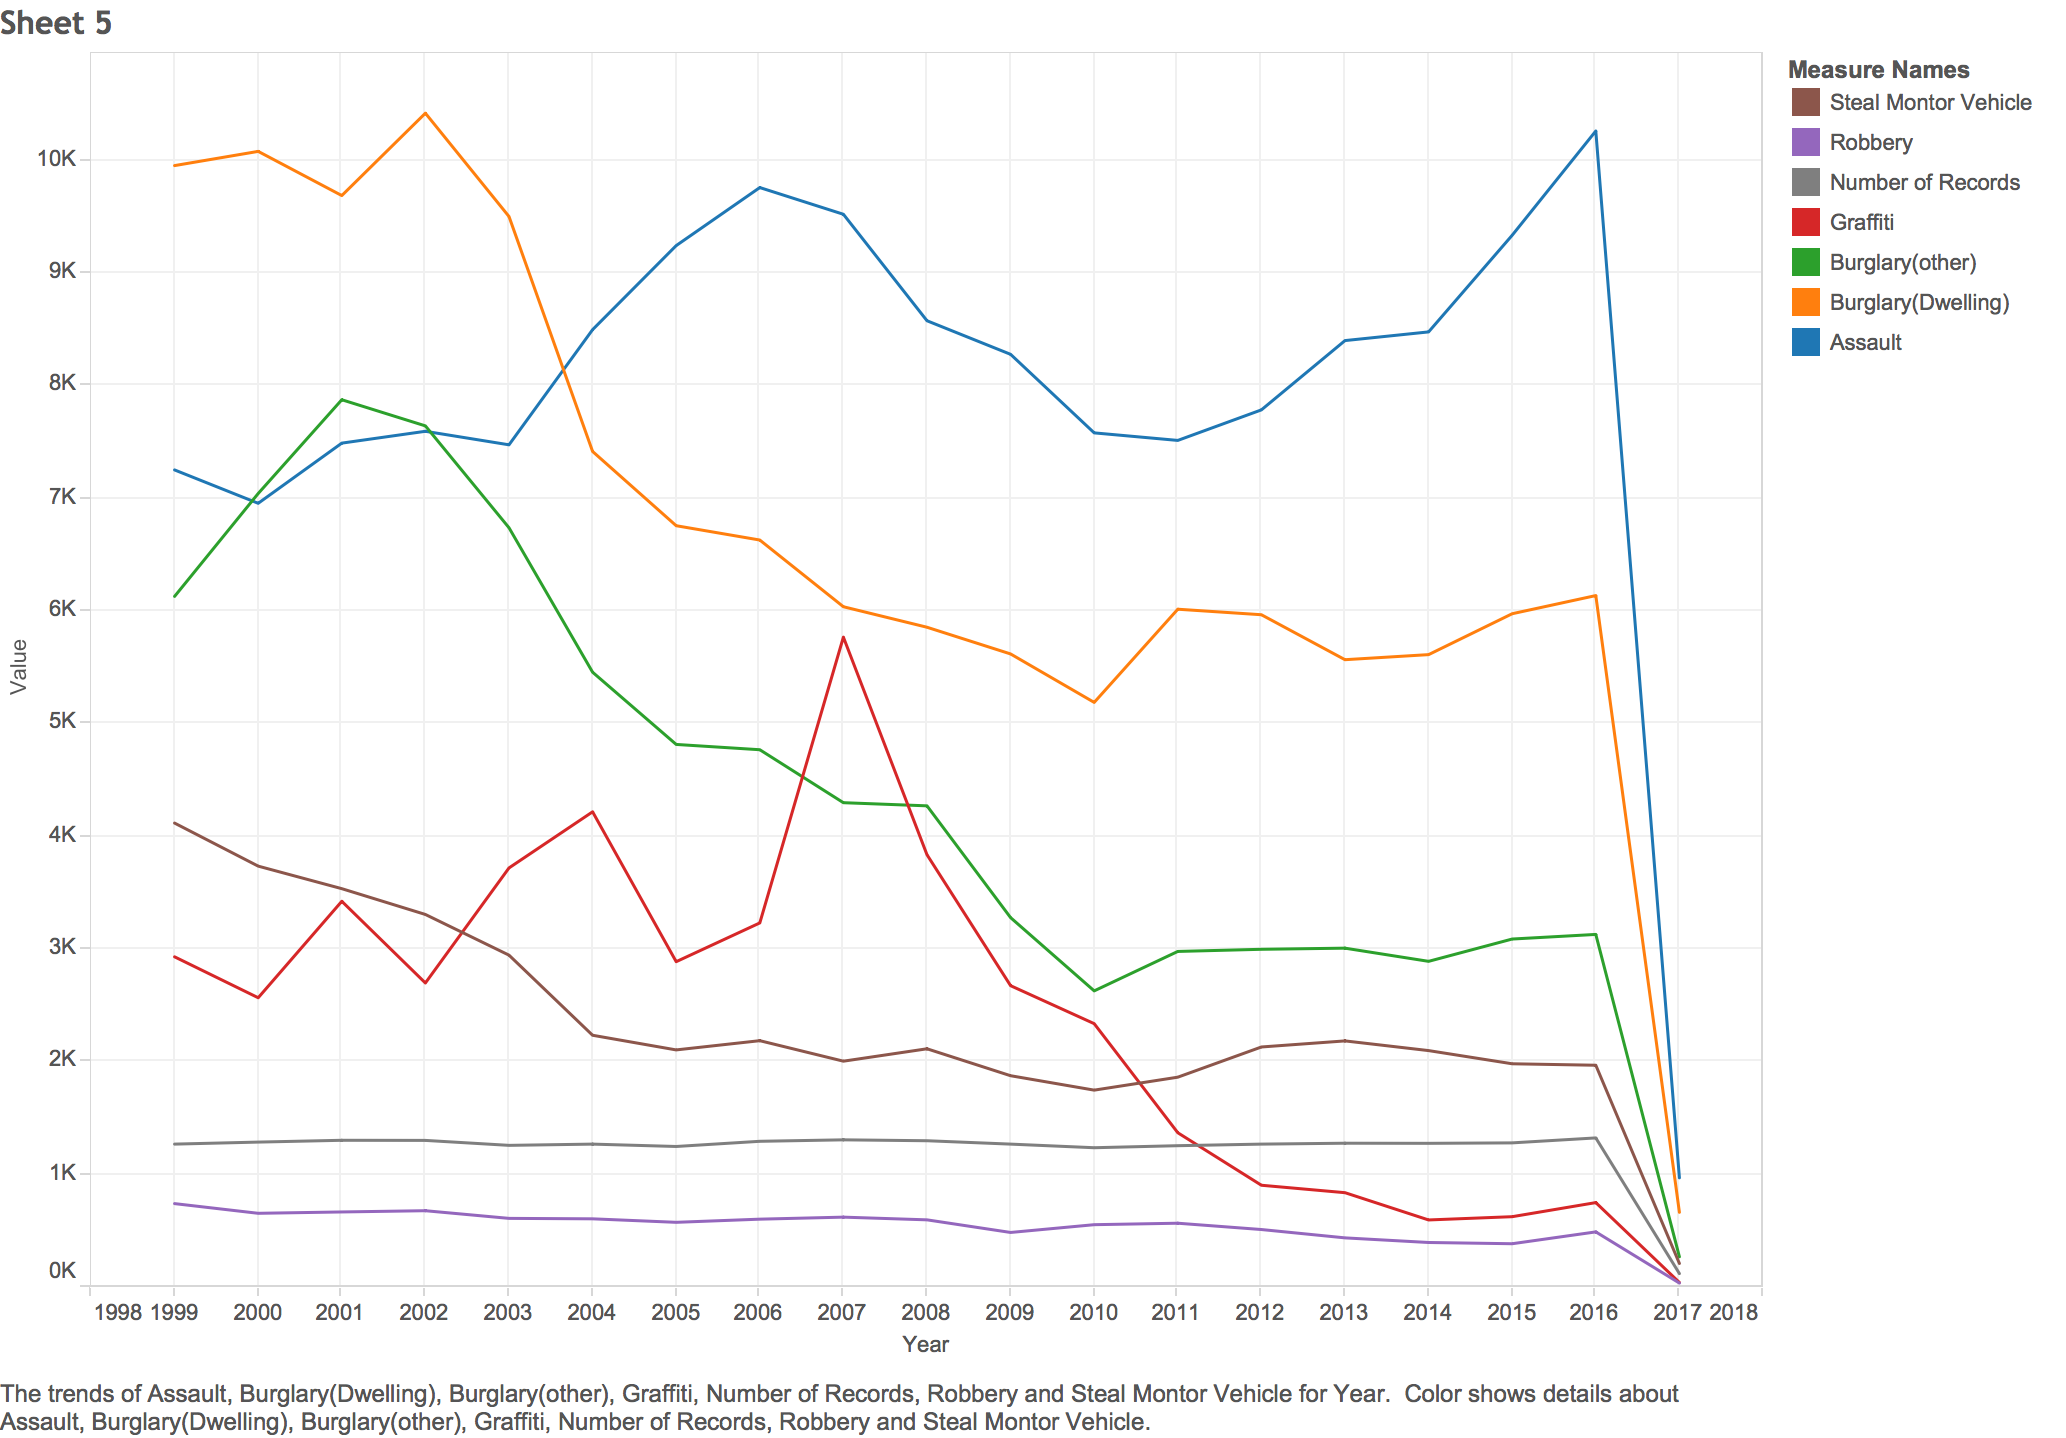 Sheet 5
Measure Names
Steal Montor Vehicle
Robbery
Number of Records
Graffiti
Burglary(other)
Burglary(Dwelling)
Assault
10K
9K
8K
7K
6K
5K
4K
3K
2K
1K
0K
Value
1998 1999 2000 2001 2002 2003 2004 2005 2006 2007 2008 2009 2010 2011 2012 2013 2014 2015 2016 2017 2018
Year
The trends of Assault, Burglary(Dwelling), Burglary(other), Graffiti, Number of Records, Robbery and Steal Montor Vehicle for Year.  Color shows details about
Assault, Burglary(Dwelling), Burglary(other), Graffiti, Number of Records, Robbery and Steal Montor Vehicle.